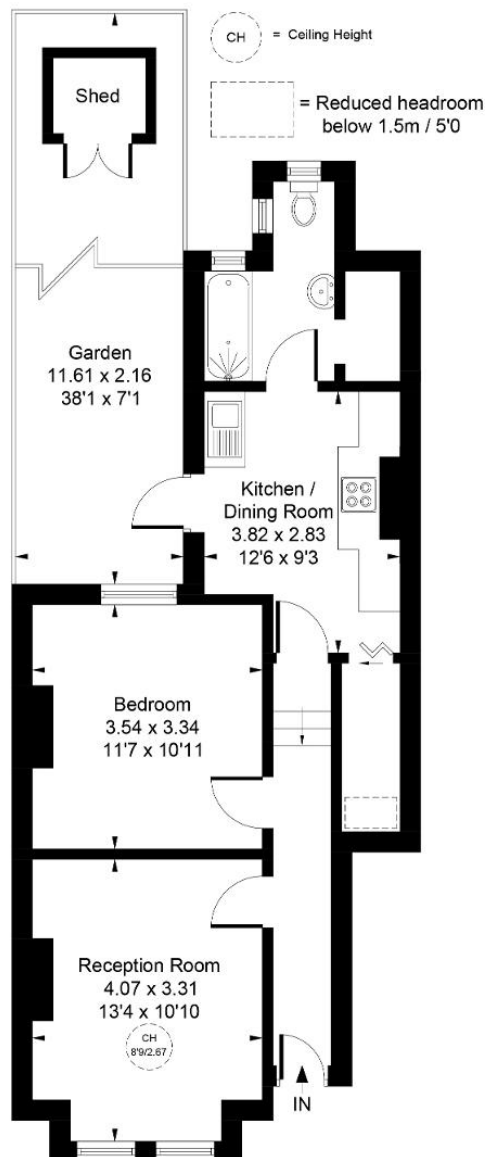 CH
= Ceiling Height
Shed
= Reduced headroom
below 1.5m / 5'0
Garden
11.61 x 2.16
38'1 x 7'1
Kitchen /
Dining Room
3.82 x 2.83
12'6 x 9'3
Bedroom
3.54 x 3.34
11'7 x 10'11
Reception Room
4.07 x 3.31
13'4 x 10'10
CH
8'9/2.67
IN